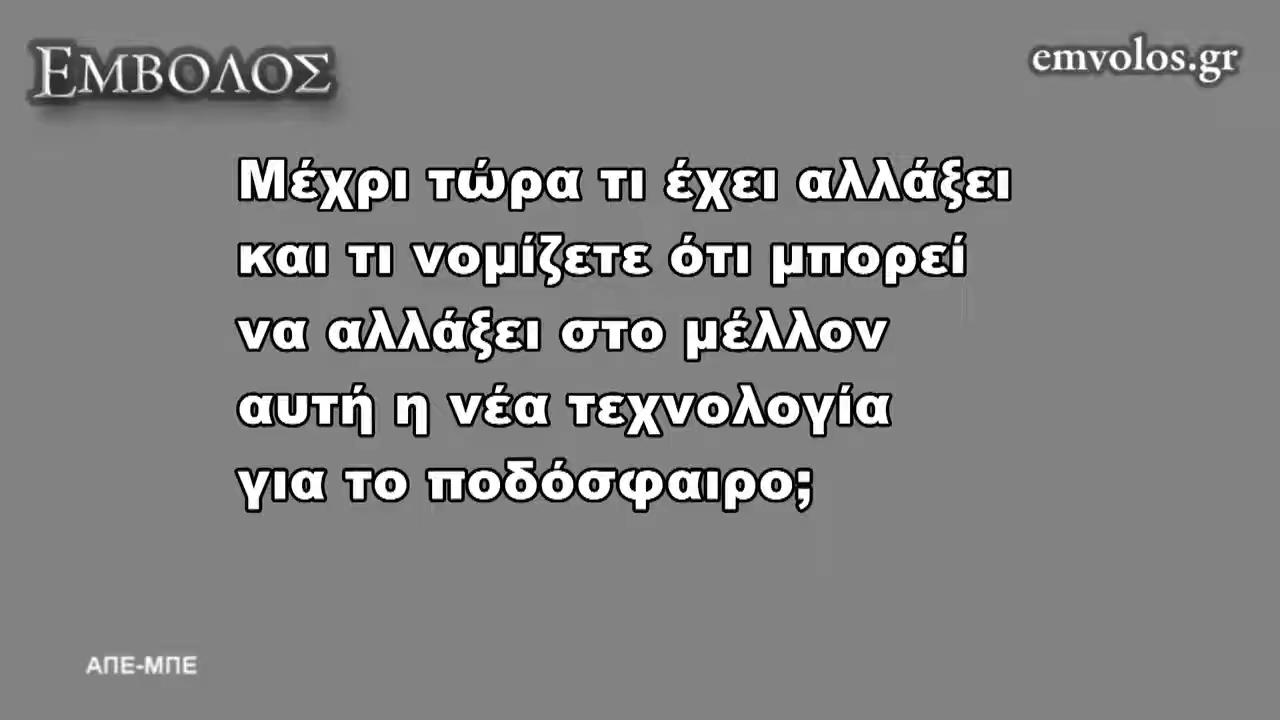 ΕΜΒΟΛΟΣ
emvolos.gr
Μέχρι τώρα τι έχει αλλάξει
και τι νομίζετε ότι μπορεί
να αλλάξει στο μέλλον
αυτή η νέα τεχνολογία
για το ποδόσφαιρο;
ΑΠΕ-ΜΠΕ